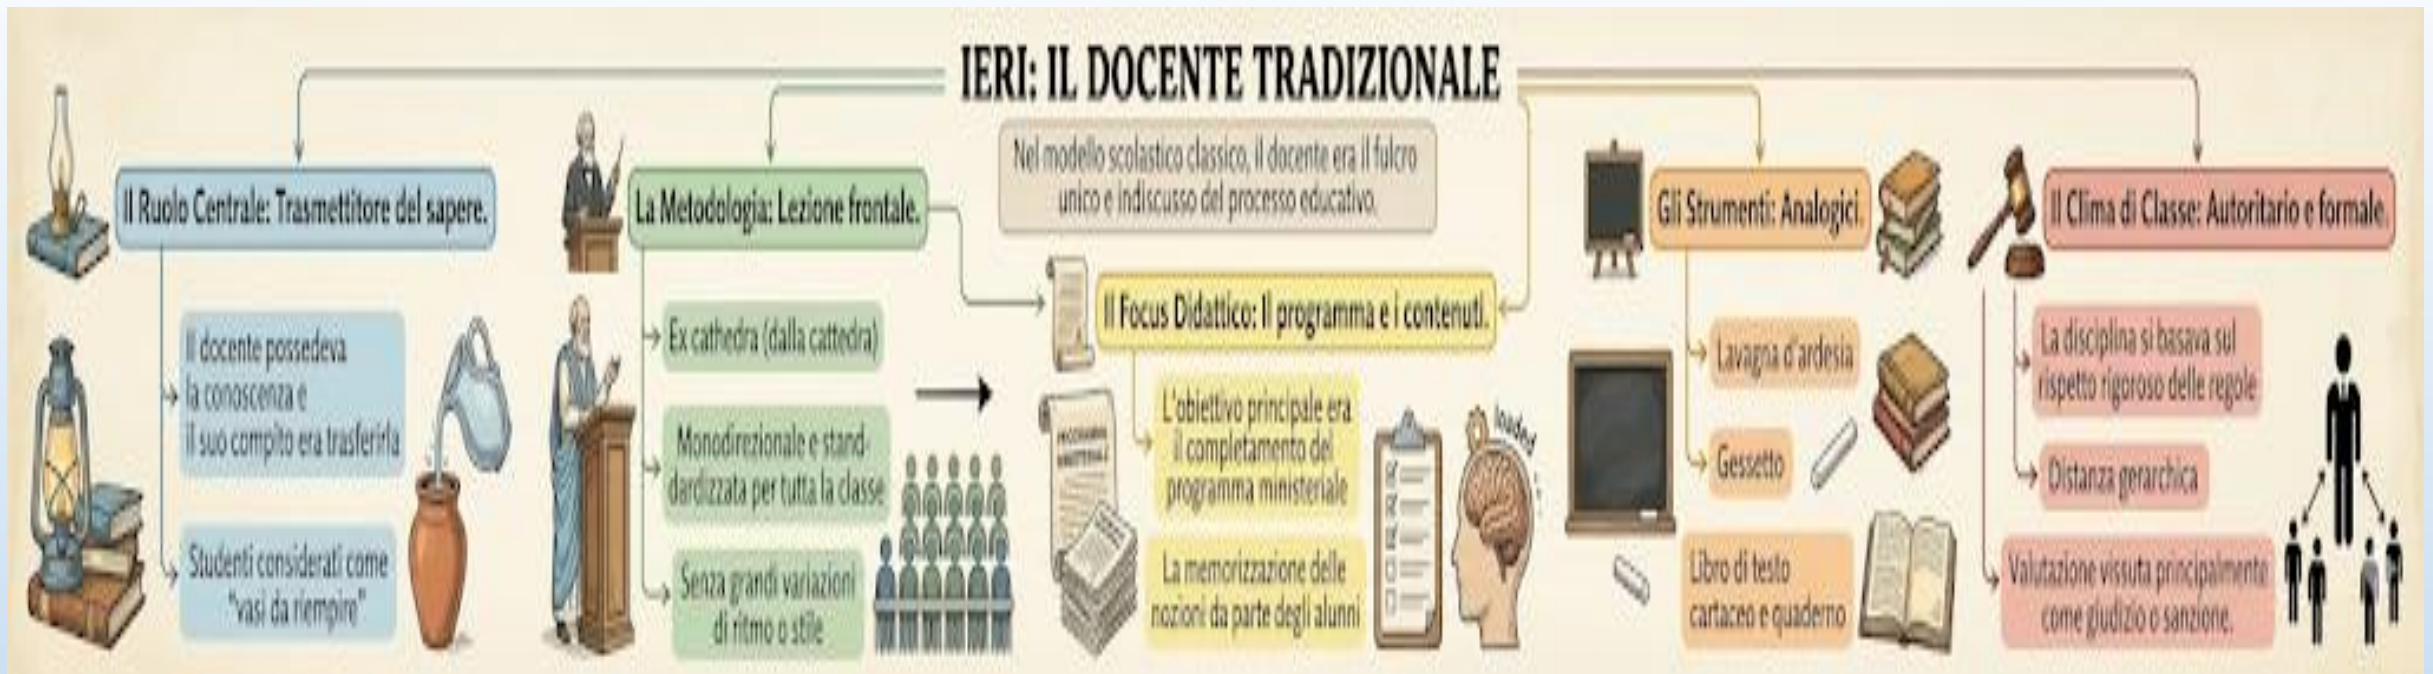 IERI: IL DOCENTE TRADIZIONALE
Nel modello scolastico classico, il docente era il fulcro
unico e indiscusso del processo educativo.
Il Ruolo Centrale: Trasmettitore del sapere.
Il docente possedeva
la conoscenza e
il suo compito era trasferirla
Studenti considerati come
"vasi da riempire"
La Metodologia: Lezione frontale.
Ex cathedra (dalla cattedra)
Monodirezionale e stand-
dardizzata per tutta la classe
Senza grandi variazioni
di ritmo o stile
Il Focus Didattico: Il programma e i contenuti.
L'obiettivo principale era
il completamento del
programma ministeriale
La memorizzazione delle
nozioni da parte degli alunni
loaded
Gli Strumenti: Analogici.
Lavagna d'ardesia
Gessetto
Libro di testo
cartaceo e quaderno
Il Clima di Classe: Autoritario e formale.
La disciplina si basava sul
rispetto rigoroso delle regole
Distanza gerarchica
Valutazione vissuta principalmente
come giudizio o sanzione.